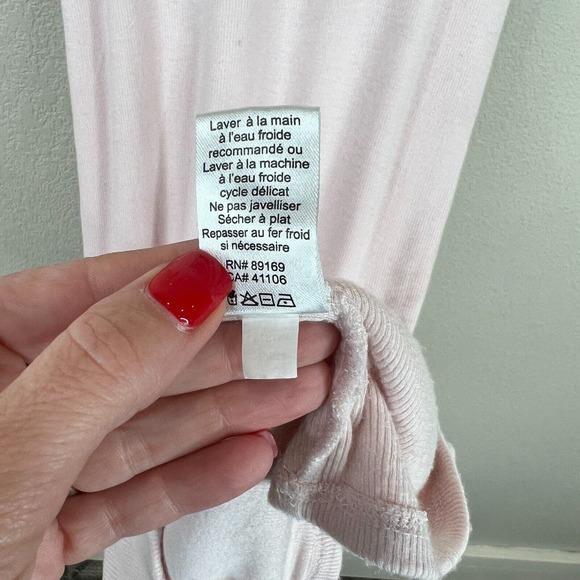 Laver à la main
à l'eau froide
recommandé ou
Laver à la machine
à l'eau froide
cycle délicat
Ne pas javelliser
Sécher à plat
Repasser au fer froid
si nécessaire
RN# 89169
CA# 41106